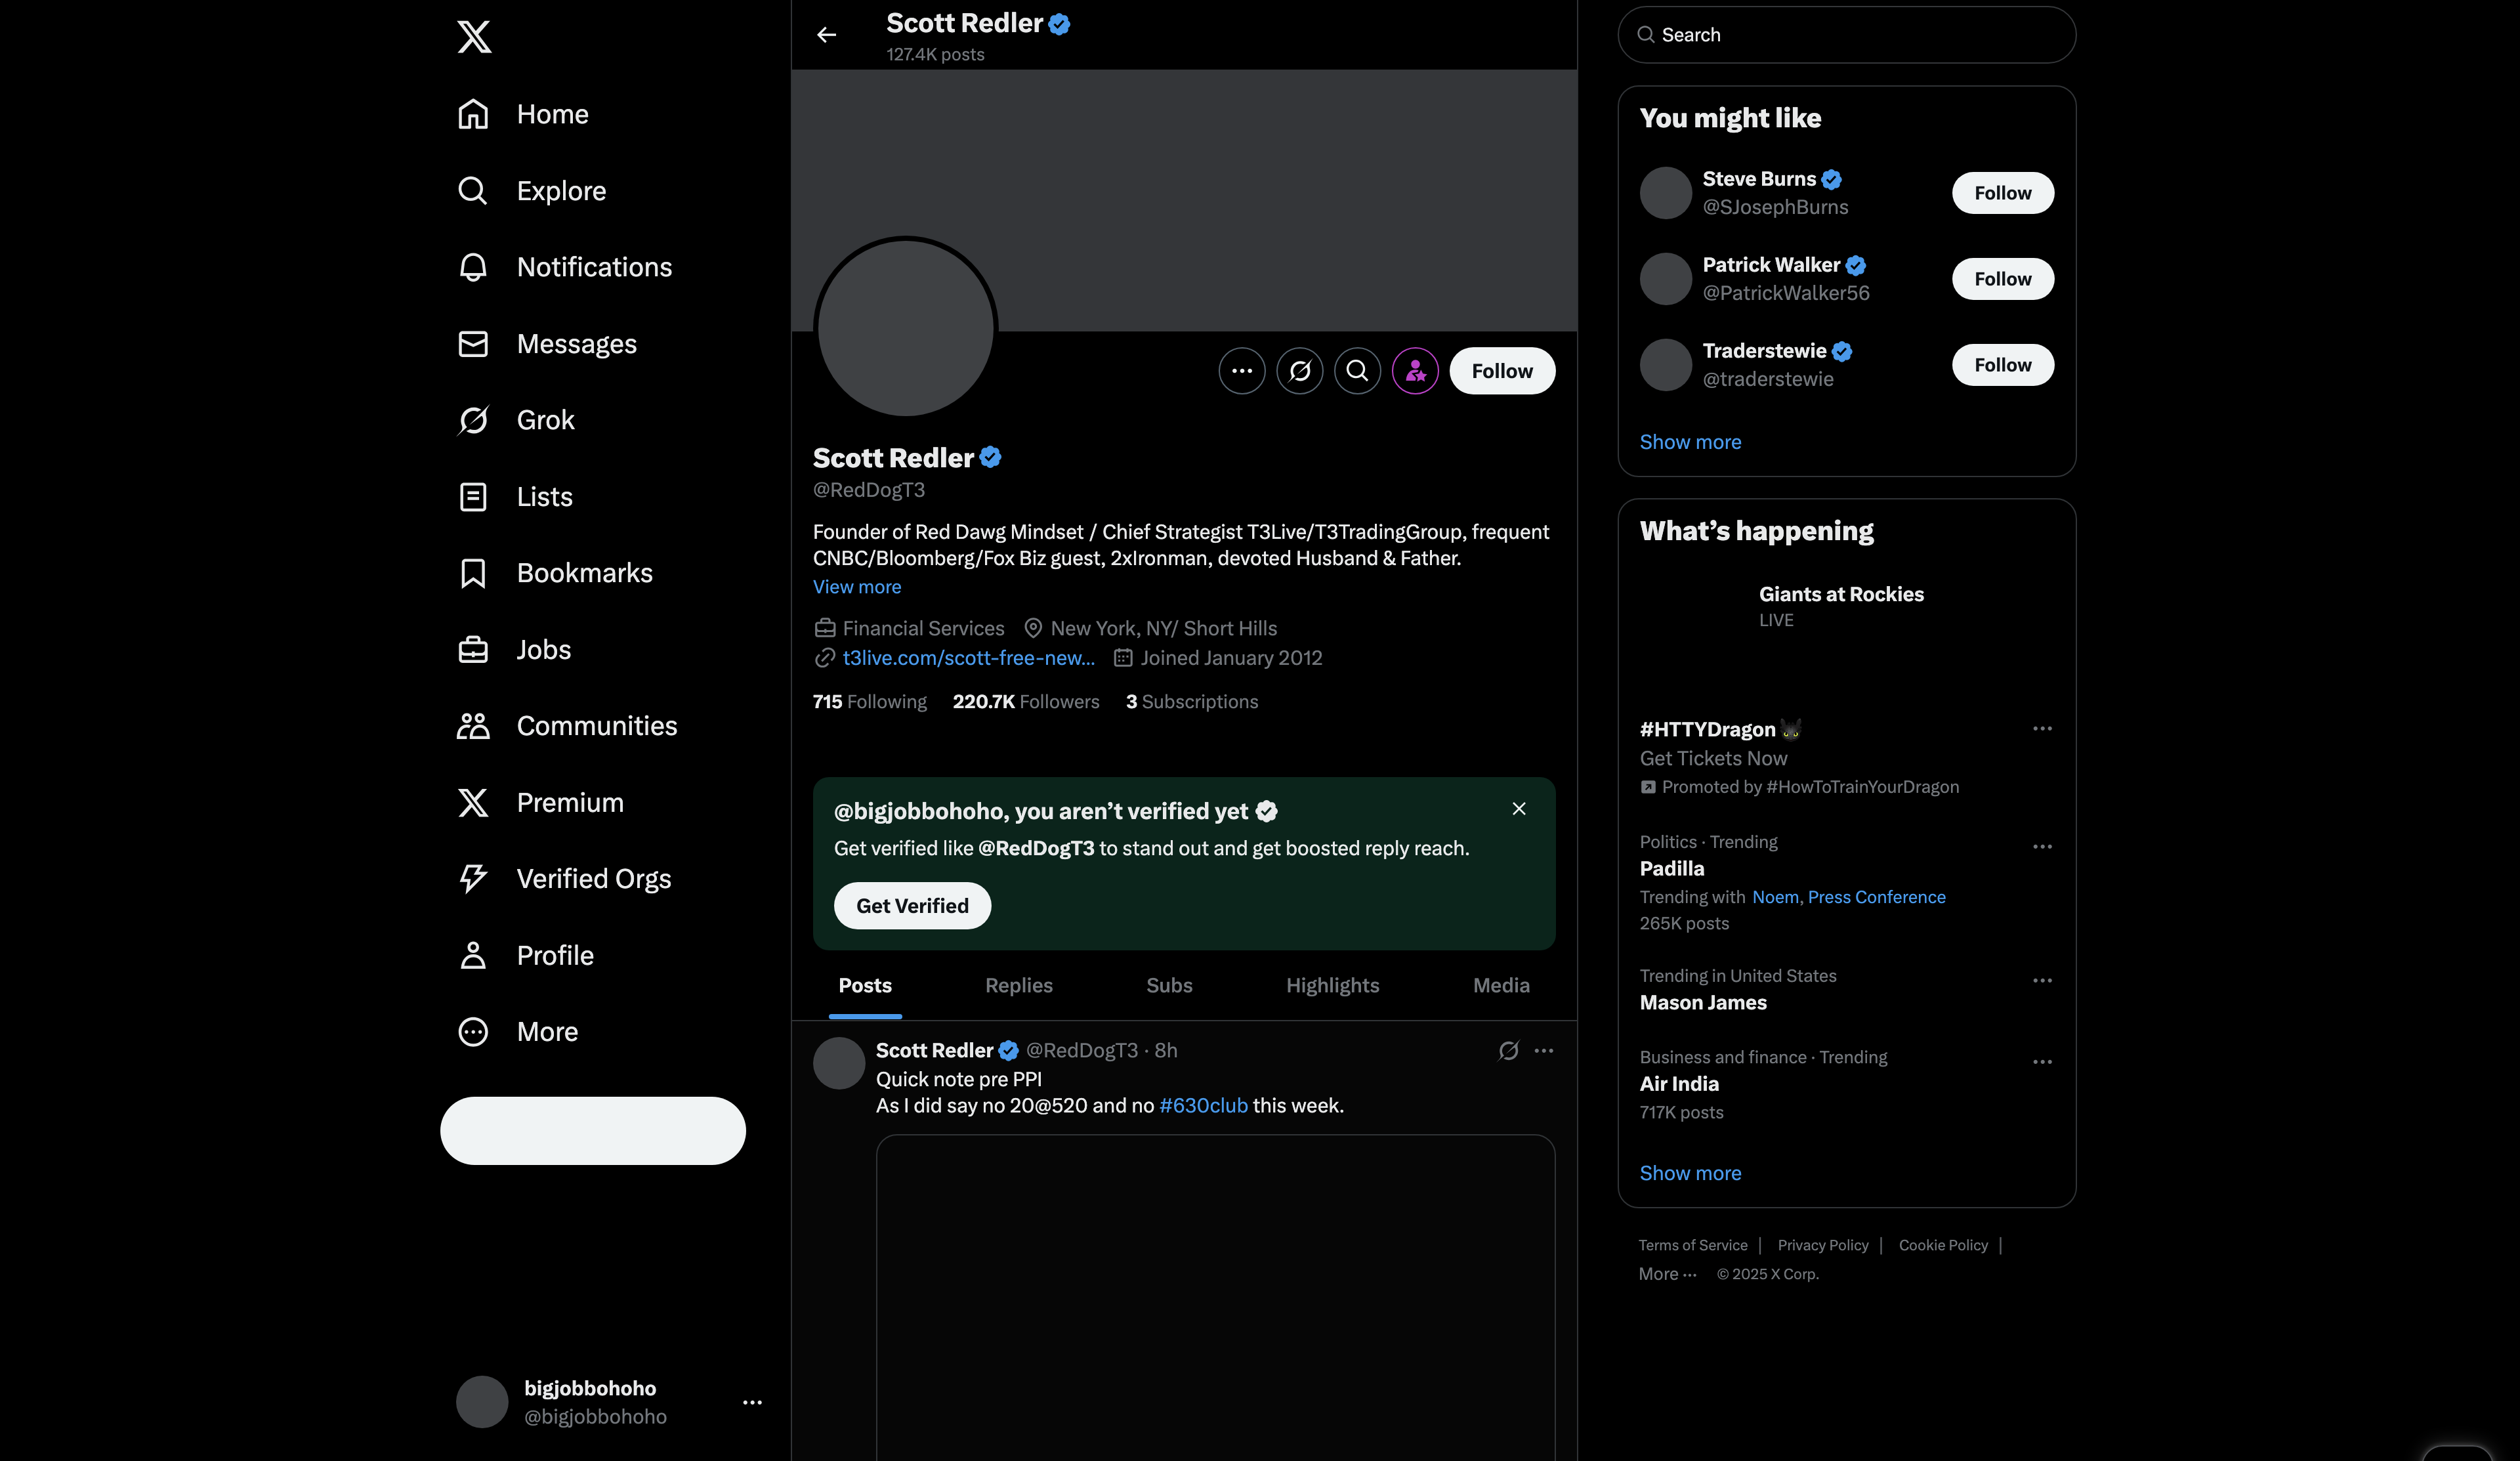 Home
Explore
Notifications
Messages
Grok
Lists
Bookmarks
Jobs
Communities
Premium
Verified Orgs
Profile
More
bigjobbohoho
@bigjobbohoho
Scott Redler
127.4K posts
Follow
Scott Redler
@RedDogT3
Founder of Red Dawg Mindset / Chief Strategist T3Live/T3TradingGroup, frequent
CNBC/Bloomberg/Fox Biz guest, 2xIronman, devoted Husband & Father.
View more
Financial Services New York, NY/ Short Hills
t3live.com/scott-free-new... Joined January 2012
715 Following 220.7K Followers 3 Subscriptions
@bigjobbohoho, you aren’t verified yet
Get verified like @RedDogT3 to stand out and get boosted reply reach.
Get Verified
Posts Replies Subs Highlights Media
Scott Redler @RedDogT3 · 8h
Quick note pre PPI
As I did say no 20@520 and no #630club this week.
Search
You might like
Steve Burns
@SJosephBurns
Follow
Patrick Walker
@PatrickWalker56
Follow
Traderstewie
@traderstewie
Follow
Show more
What’s happening
Giants at Rockies
LIVE
#HTTYDragon
Get Tickets Now
Promoted by #HowToTrainYourDragon
Politics · Trending
Padilla
Trending with Noem, Press Conference
265K posts
Trending in United States
Mason James
Business and finance · Trending
Air India
717K posts
Show more
Terms of Service | Privacy Policy | Cookie Policy |
More ... © 2025 X Corp.